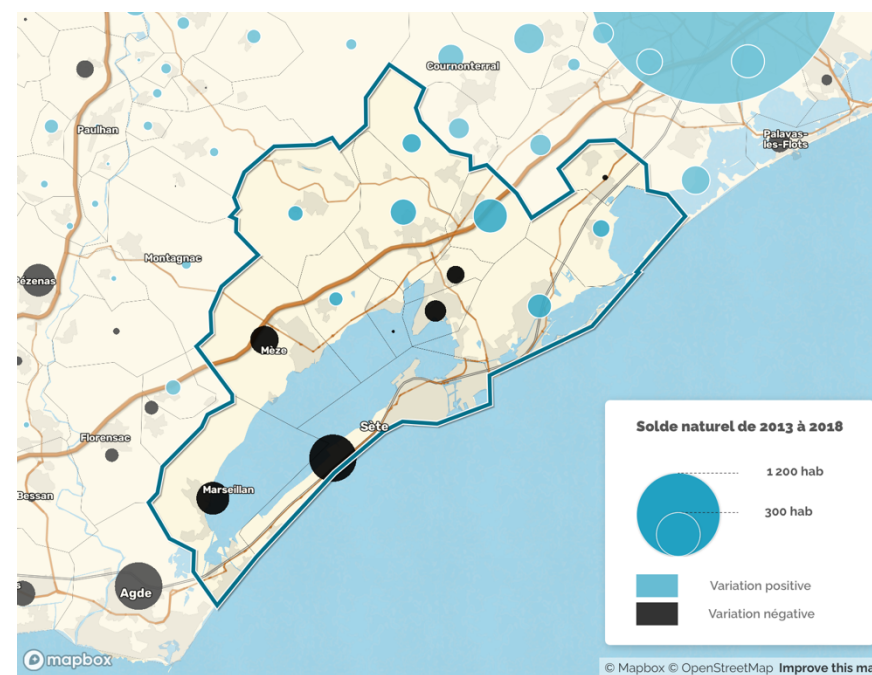 Cournonterral
Paulhan
Palavas-
les-Flots
Montagnac
Pézenas
Mèze
Florensac
Sète
Bessan
Marseillan
Agde
Solde naturel de 2013 à 2018
1 200 hab
300 hab
Variation positive
Variation négative
mapbox
© Mapbox © OpenStreetMap Improve this ma